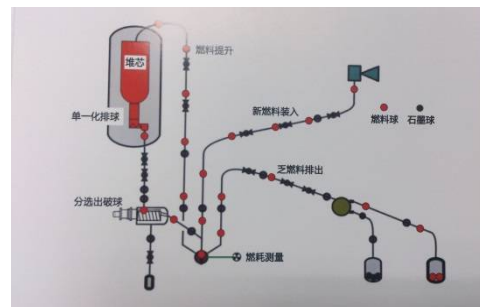 燃料提升
堆芯
新燃料装入
燃料球
石墨球
单一化排球
乏燃料排出
分选出破球
燃耗测量